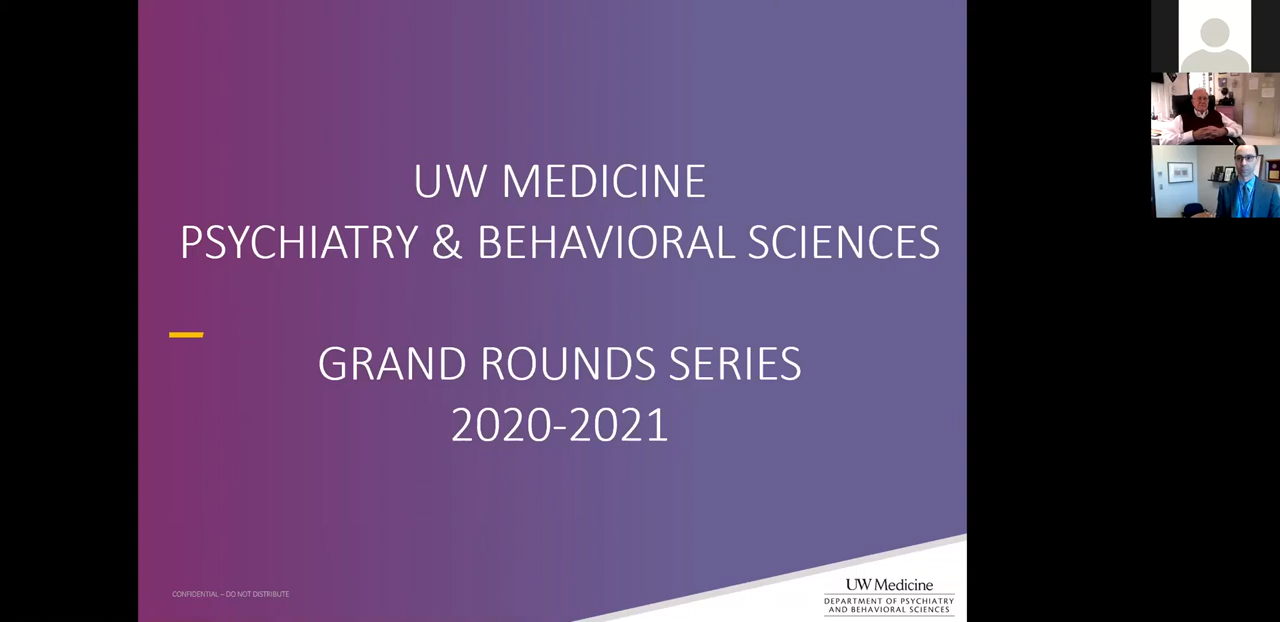 UW MEDICINE
PSYCHIATRY & BEHAVIORAL SCIENCES
GRAND ROUNDS SERIES
2020-2021
CONFIDENTIAL – DO NOT DISTRIBUTE
UW Medicine
DEPARTMENT OF PSYCHIATRY
AND BEHAVIORAL SCIENCES